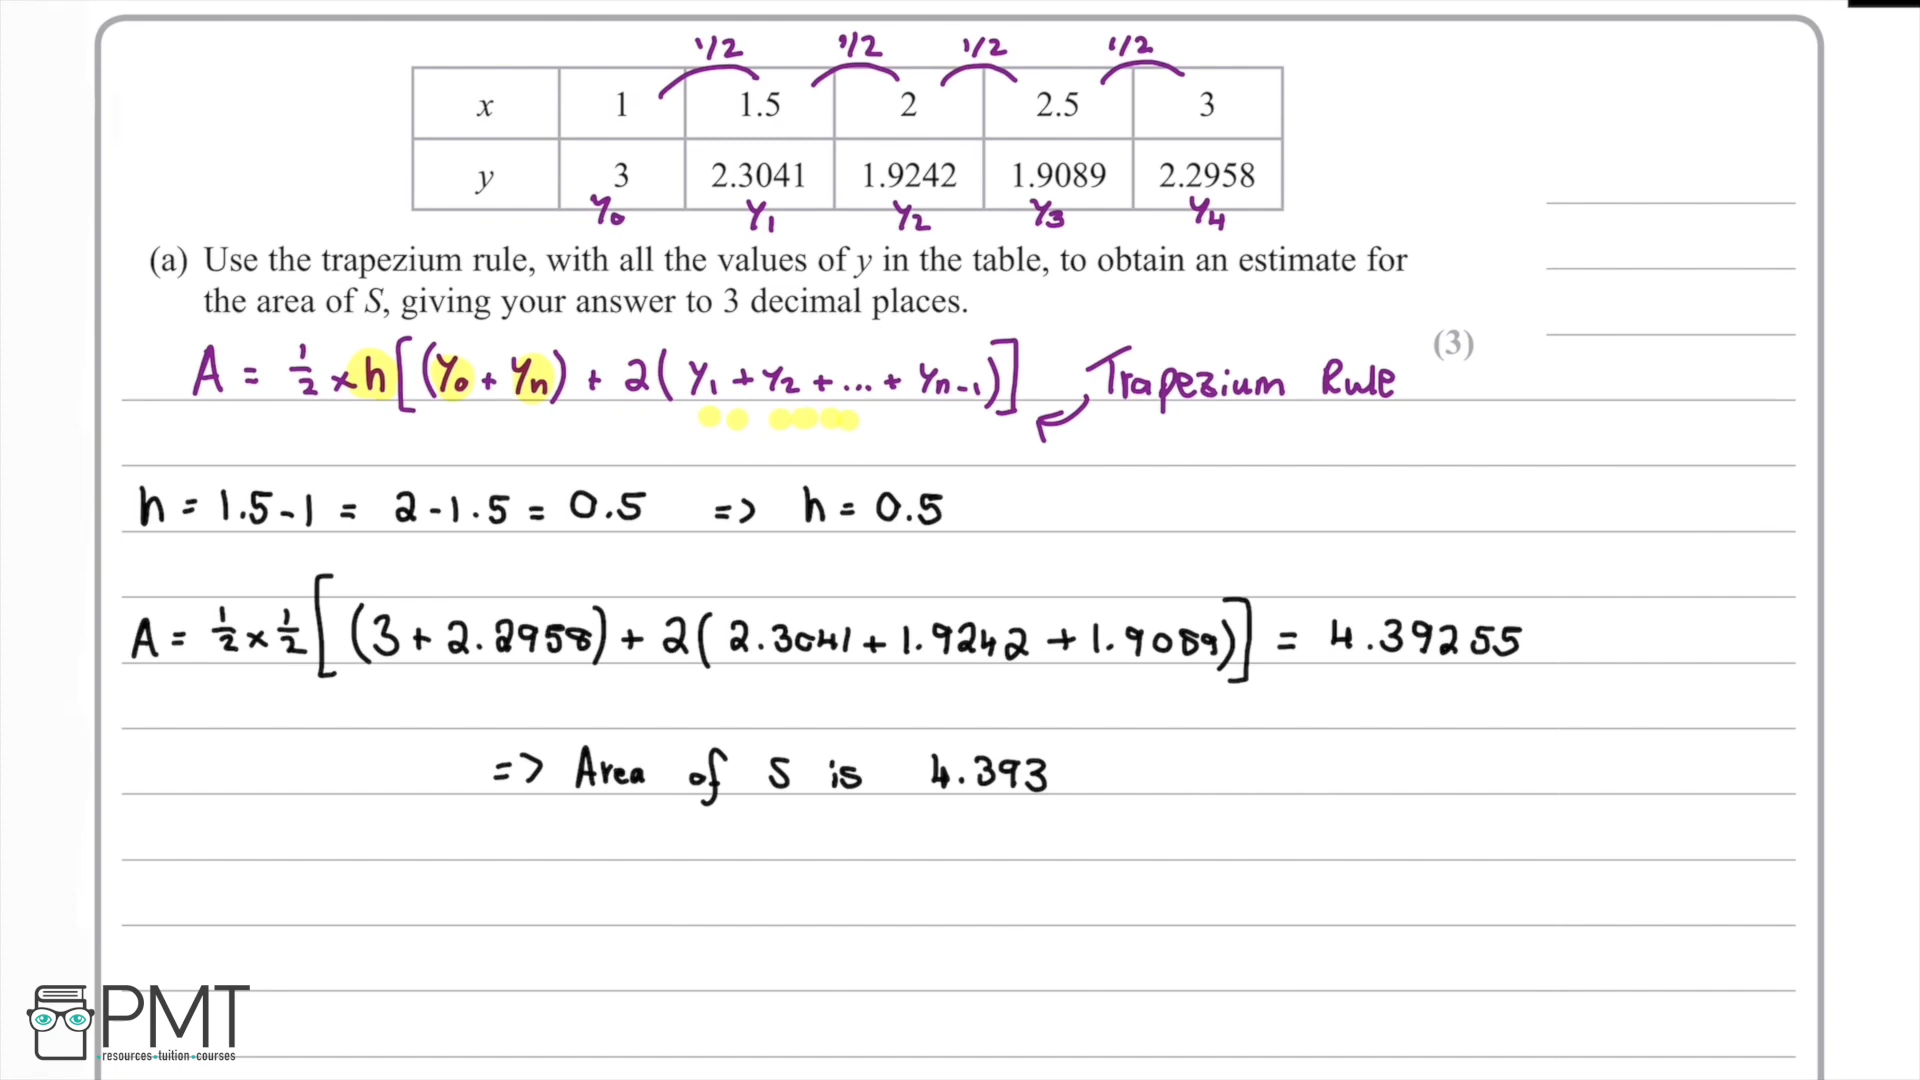 1/2 1/2 1/2 1/2
x 1 1.5 2 2.5 3
y 3 2.3041 1.9242 1.9089 2.2958
y₀ y₁ y₂ y₃ y₄
(a) Use the trapezium rule, with all the values of y in the table, to obtain an estimate for
the area of S, giving your answer to 3 decimal places.
(3)
A = ½ × h[(y₀ + yₙ) + 2(y₁ + y₂ + ... + yₙ₋₁)] Trapezium Rule
h = 1.5 - 1 = 2 - 1.5 = 0.5 => h = 0.5
A = ½ × ½[(3 + 2.2958) + 2(2.3041 + 1.9242 + 1.9089)] = 4.39255
=> Area of S is 4.393
PMT
resources•tuition•courses